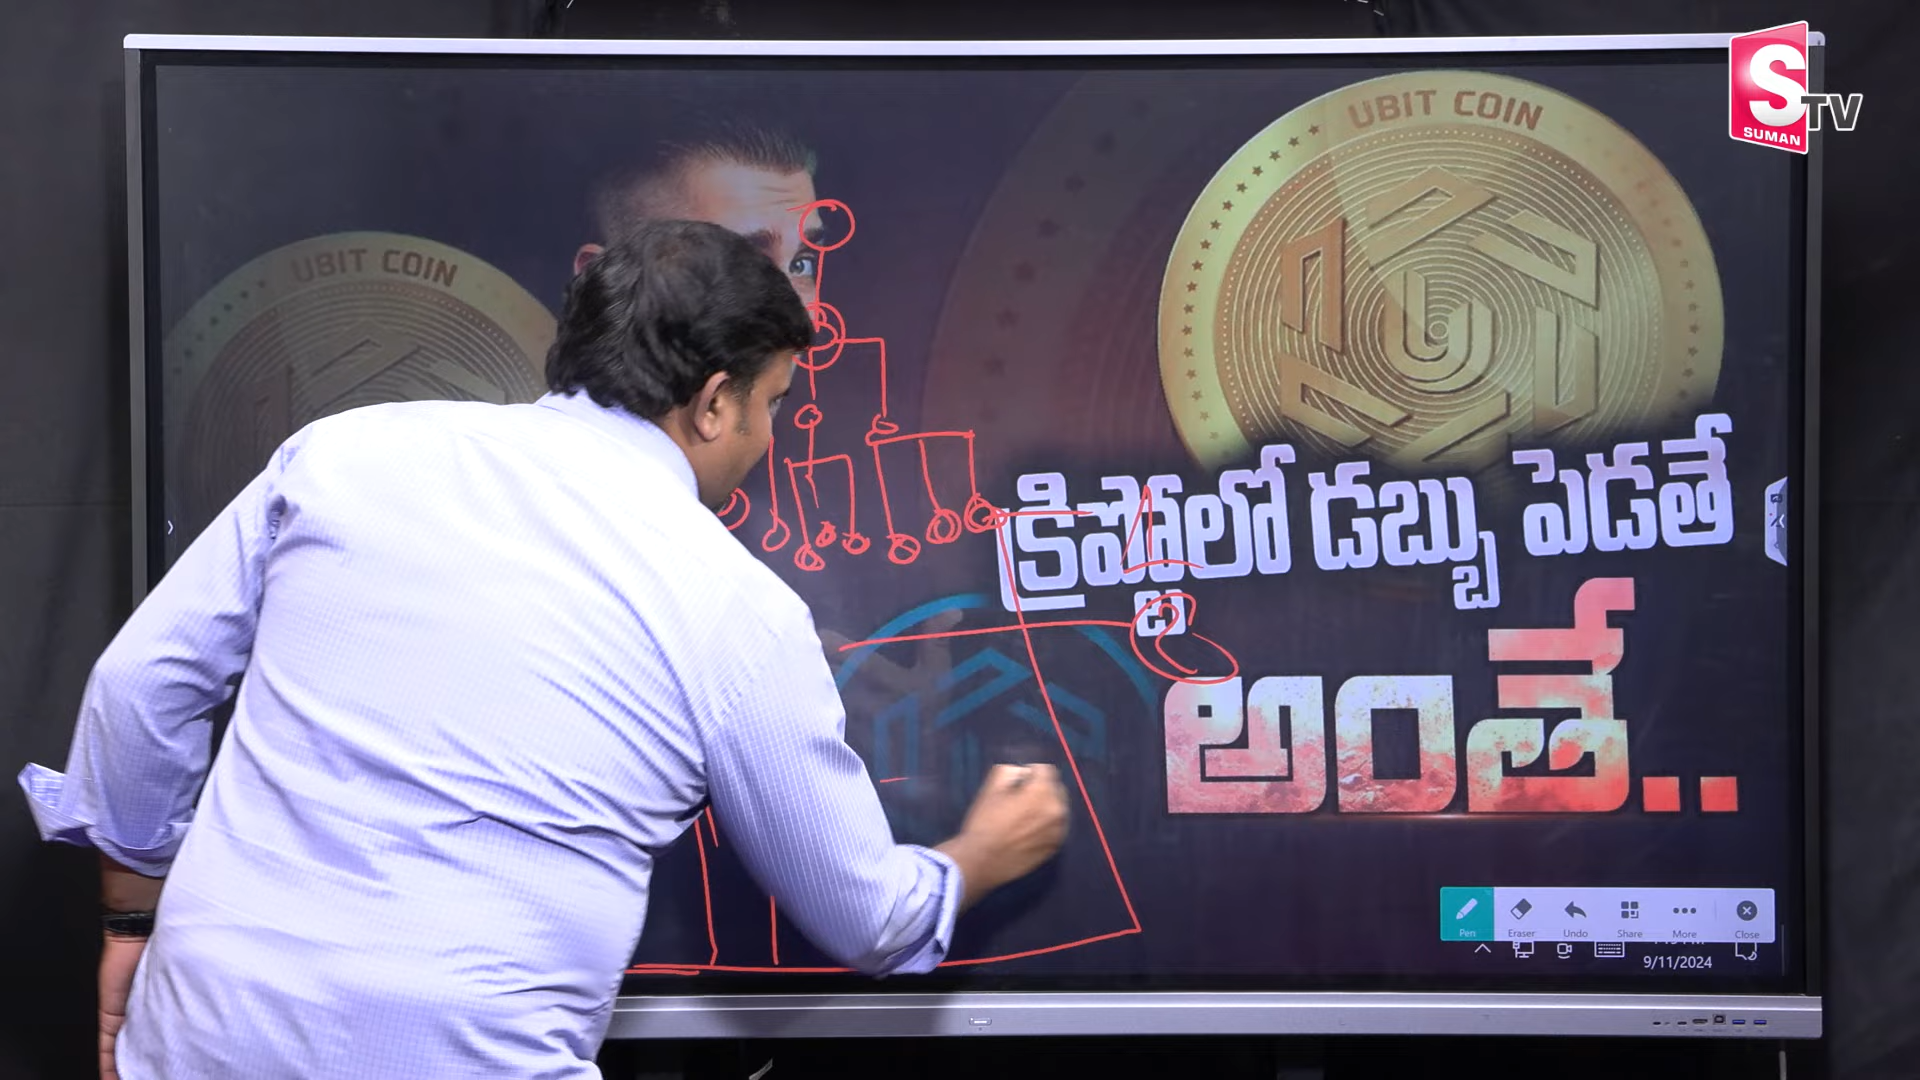 S
TV
SUMAN
UBIT COIN
UBIT COIN
U
క్రిప్టోలో డబ్బు పెడతే
అంతే..
Pen
Eraser
Undo
Share
More
Close
9/11/2024